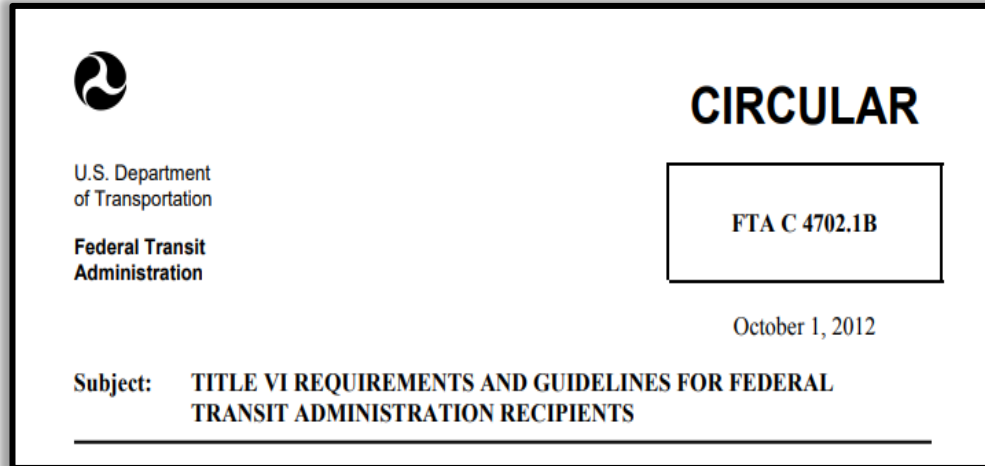 CIRCULAR
U.S. Department
of Transportation
Federal Transit
Administration
FTA C 4702.1B
October 1, 2012
Subject: TITLE VI REQUIREMENTS AND GUIDELINES FOR FEDERAL
TRANSIT ADMINISTRATION RECIPIENTS